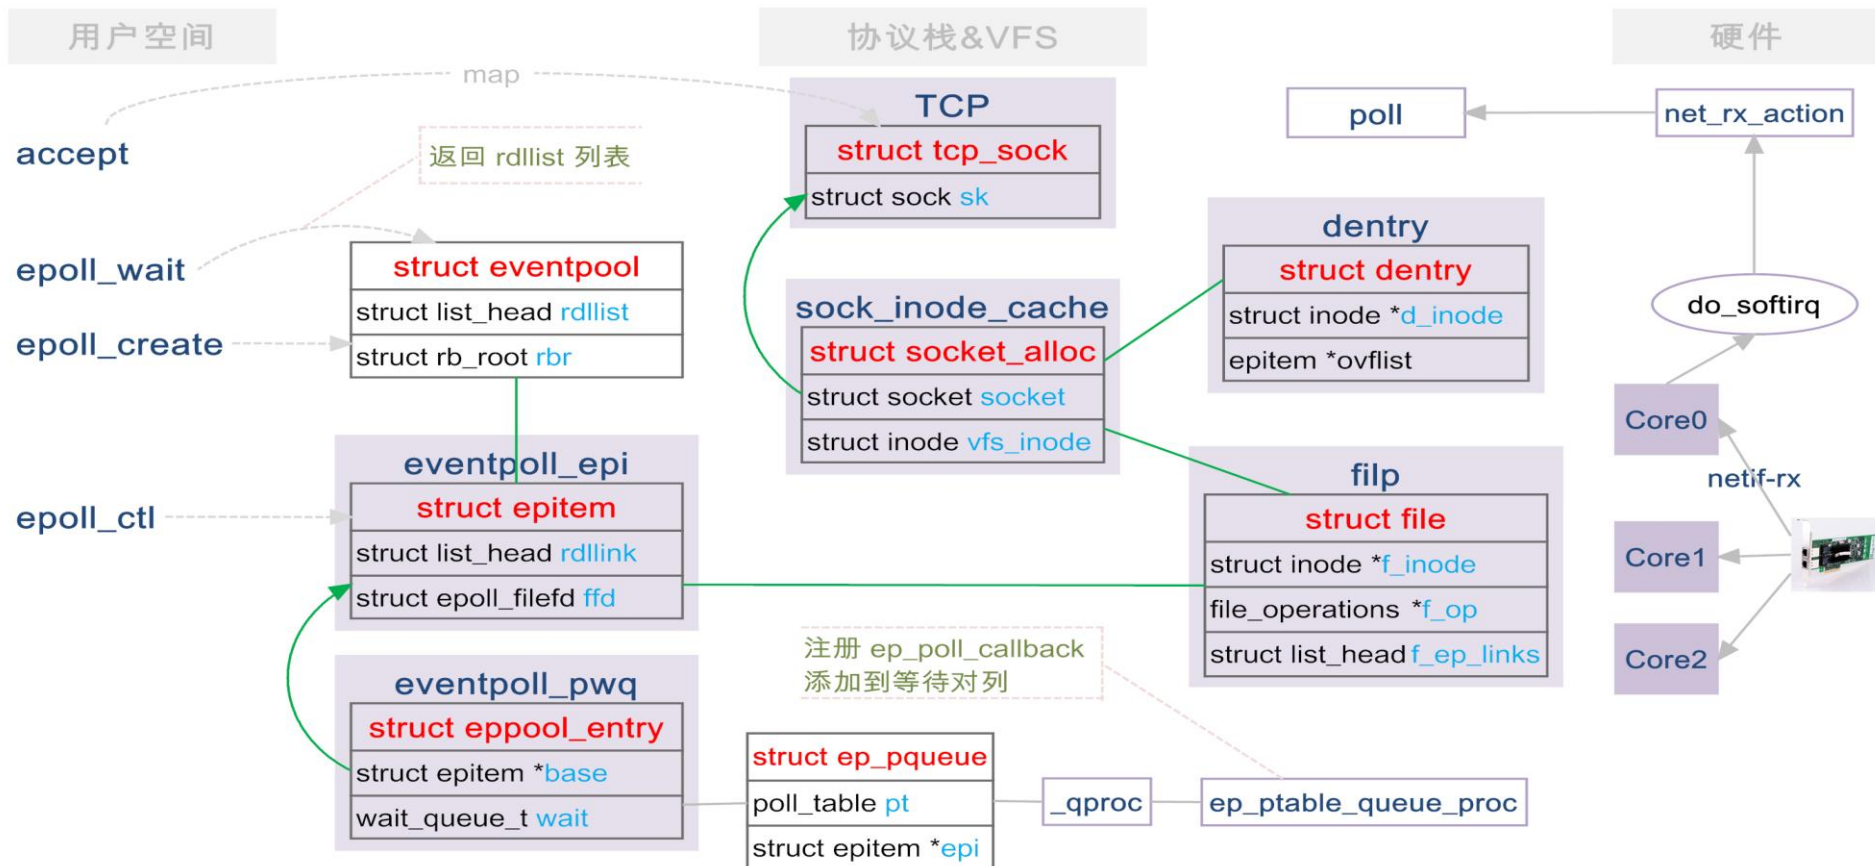 用户空间
协议栈&VFS
硬件
map
accept
返回 rdllist 列表
epoll_wait
epoll_create
epoll_ctl
struct eventpool
struct list_head rdllist
struct rb_root rbr
eventpoll_epi
struct epitem
struct list_head rdllink
struct epoll_filefd ffd
eventpoll_pwq
struct eppool_entry
struct epitem *base
wait_queue_t wait
TCP
struct tcp_sock
struct sock sk
sock_inode_cache
struct socket_alloc
struct socket socket
struct inode vfs_inode
dentry
struct dentry
struct inode *d_inode
epitem *ovflist
filp
struct file
struct inode *f_inode
file_operations *f_op
struct list_head f_ep_links
注册 ep_poll_callback
添加到等待对列
struct ep_pqueue
poll_table pt
struct epitem *epi
_qproc
ep_ptable_queue_proc
poll
net_rx_action
do_softirq
Core0
netif-rx
Core1
Core2